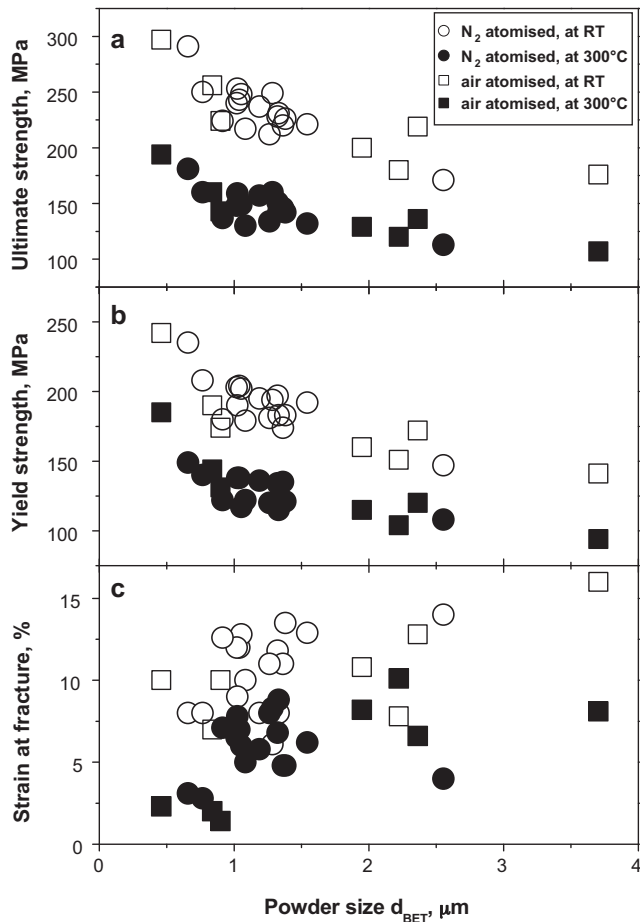 a
Ultimate strength, MPa
300
250
200
150
100
N2 atomised, at RT
N2 atomised, at 300°C
air atomised, at RT
air atomised, at 300°C
b
Yield strength, MPa
250
200
150
100
c
Strain at fracture, %
15
10
5
0
0 1 2 3 4
Powder size dBET, μm